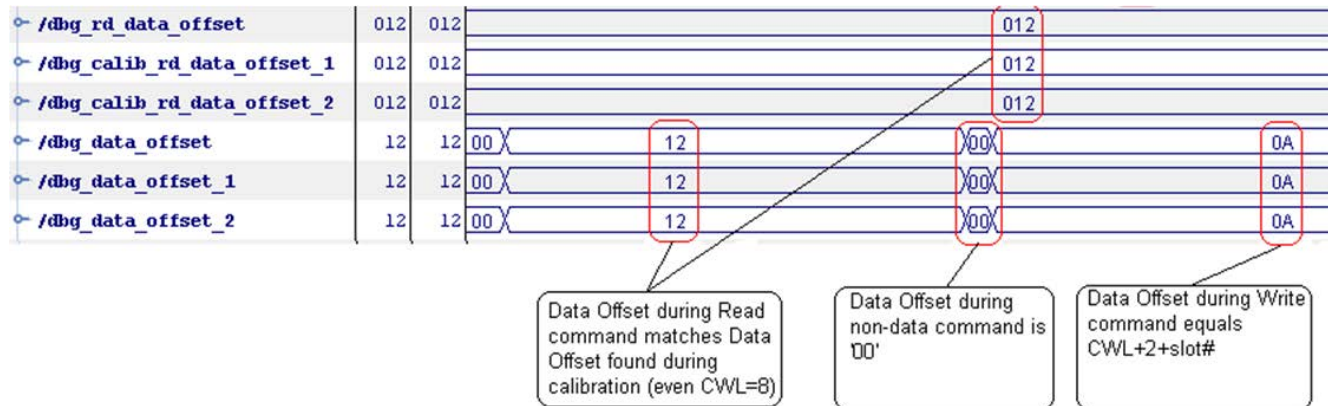 /dbg_rd_data_offset 012 012 012
/dbg_calib_rd_data_offset_1 012 012 012
/dbg_calib_rd_data_offset_2 012 012 012
/dbg_data_offset 12 12 00 12 00 0A
/dbg_data_offset_1 12 12 00 12 00 0A
/dbg_data_offset_2 12 12 00 12 00 0A
Data Offset during Read
command matches Data
Offset found during
calibration (even CWL=8)
Data Offset during
non-data command is
'00'
Data Offset during Write
command equals
CWL+2+slot#